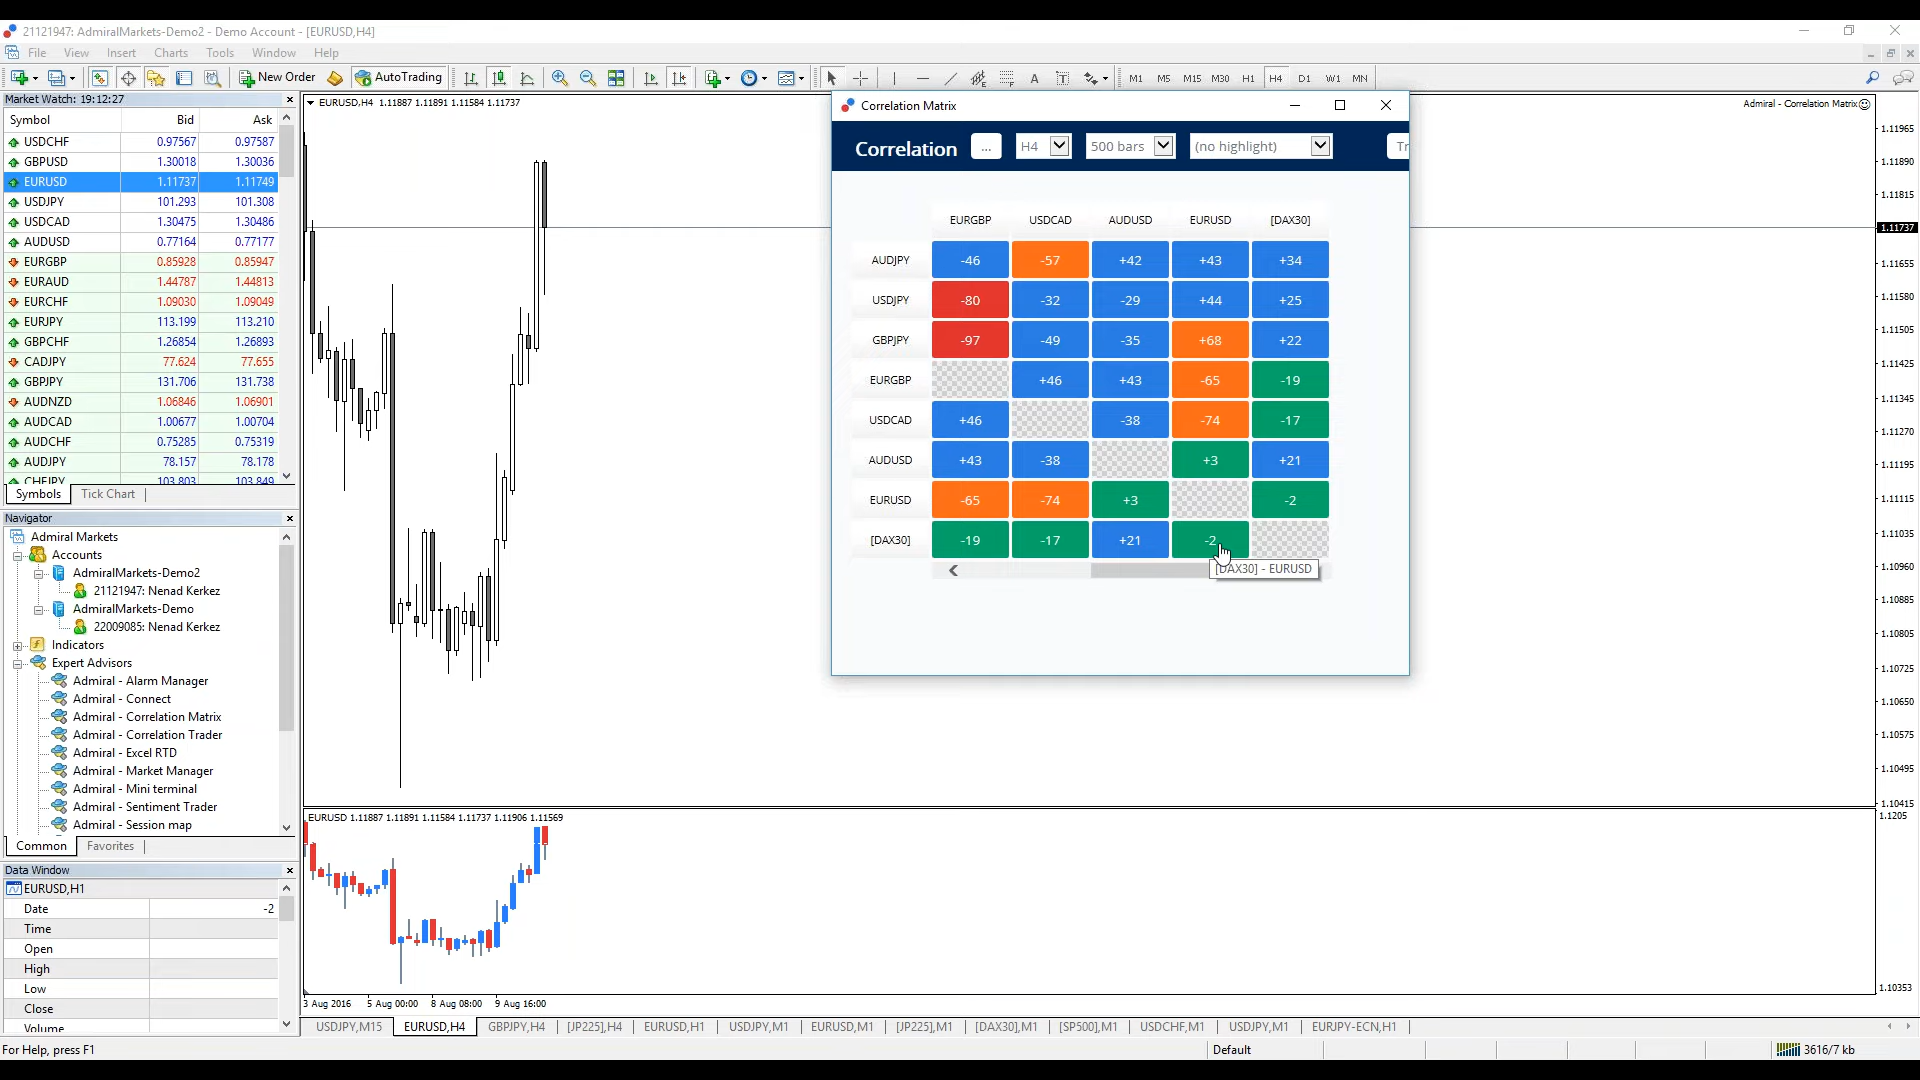 21121947: AdmiralMarkets-Demo2 - Demo Account - [EURUSD,H4]
File View Insert Charts Tools Window Help
New Order AutoTrading A T M1 M5 M15 M30 H1 H4 D1 W1 MN
Market Watch: 19:12:27
Symbol Bid Ask
USDCHF 0.97567 0.97587
GBPUSD 1.30018 1.30036
EURUSD 1.11737 1.11749
USDJPY 101.293 101.308
USDCAD 1.30475 1.30486
AUDUSD 0.77164 0.77177
EURGBP 0.85928 0.85947
EURAUD 1.44787 1.44813
EURCHF 1.09030 1.09049
EURJPY 113.199 113.210
GBPCHF 1.26854 1.26893
CADJPY 77.624 77.655
GBPJPY 131.706 131.738
AUDNZD 1.06846 1.06901
AUDCAD 1.00677 1.00704
AUDCHF 0.75285 0.75319
AUDJPY 78.157 78.178
CHFJPY 103.803 103.849
Symbols Tick Chart
Navigator
Admiral Markets
Accounts
AdmiralMarkets-Demo2
21121947: Nenad Kerkez
AdmiralMarkets-Demo
22009085: Nenad Kerkez
Indicators
Expert Advisors
Admiral - Alarm Manager
Admiral - Connect
Admiral - Correlation Matrix
Admiral - Correlation Trader
Admiral - Excel RTD
Admiral - Market Manager
Admiral - Mini terminal
Admiral - Sentiment Trader
Admiral - Session map
Common Favorites
Data Window
EURUSD,H1
Date -2
Time
Open
High
Low
Close
Volume
EURUSD,H4 1.11887 1.11891 1.11584 1.11737
Admiral - Correlation Matrix
Correlation Matrix
Correlation ... H4 500 bars (no highlight) Tr
EURGBP USDCAD AUDUSD EURUSD [DAX30]
AUDJPY -46 -57 +42 +43 +34
USDJPY -80 -32 -29 +44 +25
GBPJPY -97 -49 -35 +68 +22
EURGBP +46 +43 -65 -19
USDCAD +46 -38 -74 -17
AUDUSD +43 -38 +3 +21
EURUSD -65 -74 +3 -2
[DAX30] -19 -17 +21 -2
[DAX30] - EURUSD
1.11965
1.11890
1.11815
1.11737
1.11655
1.11580
1.11505
1.11425
1.11345
1.11270
1.11195
1.11115
1.11035
1.10960
1.10885
1.10805
1.10725
1.10650
1.10575
1.10495
1.10415
EURUSD 1.11887 1.11891 1.11584 1.11737 1.11906 1.11569
1.1205
1.10353
3 Aug 2016 5 Aug 00:00 8 Aug 08:00 9 Aug 16:00
USDJPY,M15 EURUSD,H4 GBPJPY,H4 [JP225],H4 EURUSD,H1 USDJPY,M1 EURUSD,M1 [JP225],M1 [DAX30],M1 [SP500],M1 USDCHF,M1 USDJPY,M1 EURJPY-ECN,H1
For Help, press F1 Default 3616/7 kb